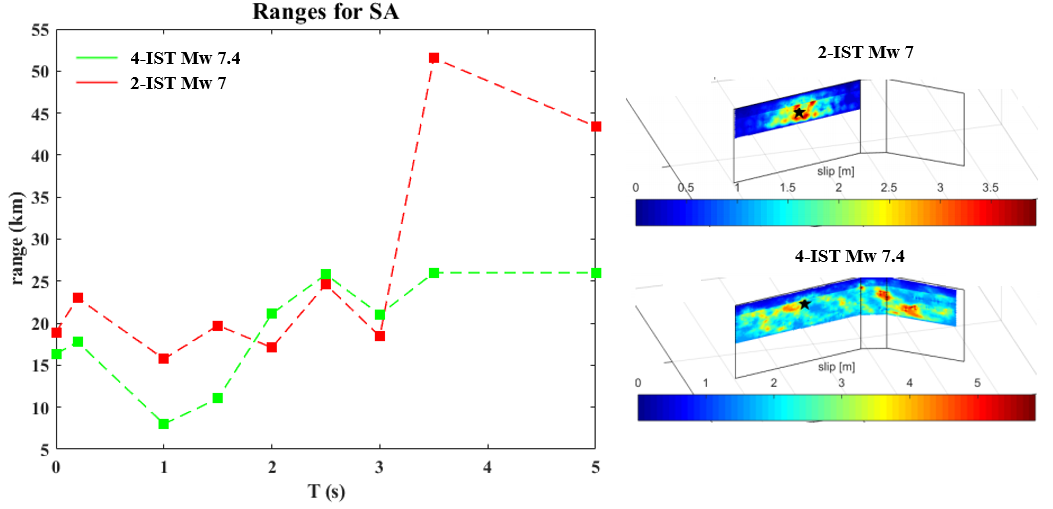 Ranges for SA
55
50
45
40
35
30
25
20
15
10
5
range (km)
4-IST Mw 7.4
2-IST Mw 7
0 1 2 3 4 5
T (s)
2-IST Mw 7
slip [m]
0 0.5 1 1.5 2 2.5 3 3.5
4-IST Mw 7.4
slip [m]
0 1 2 3 4 5